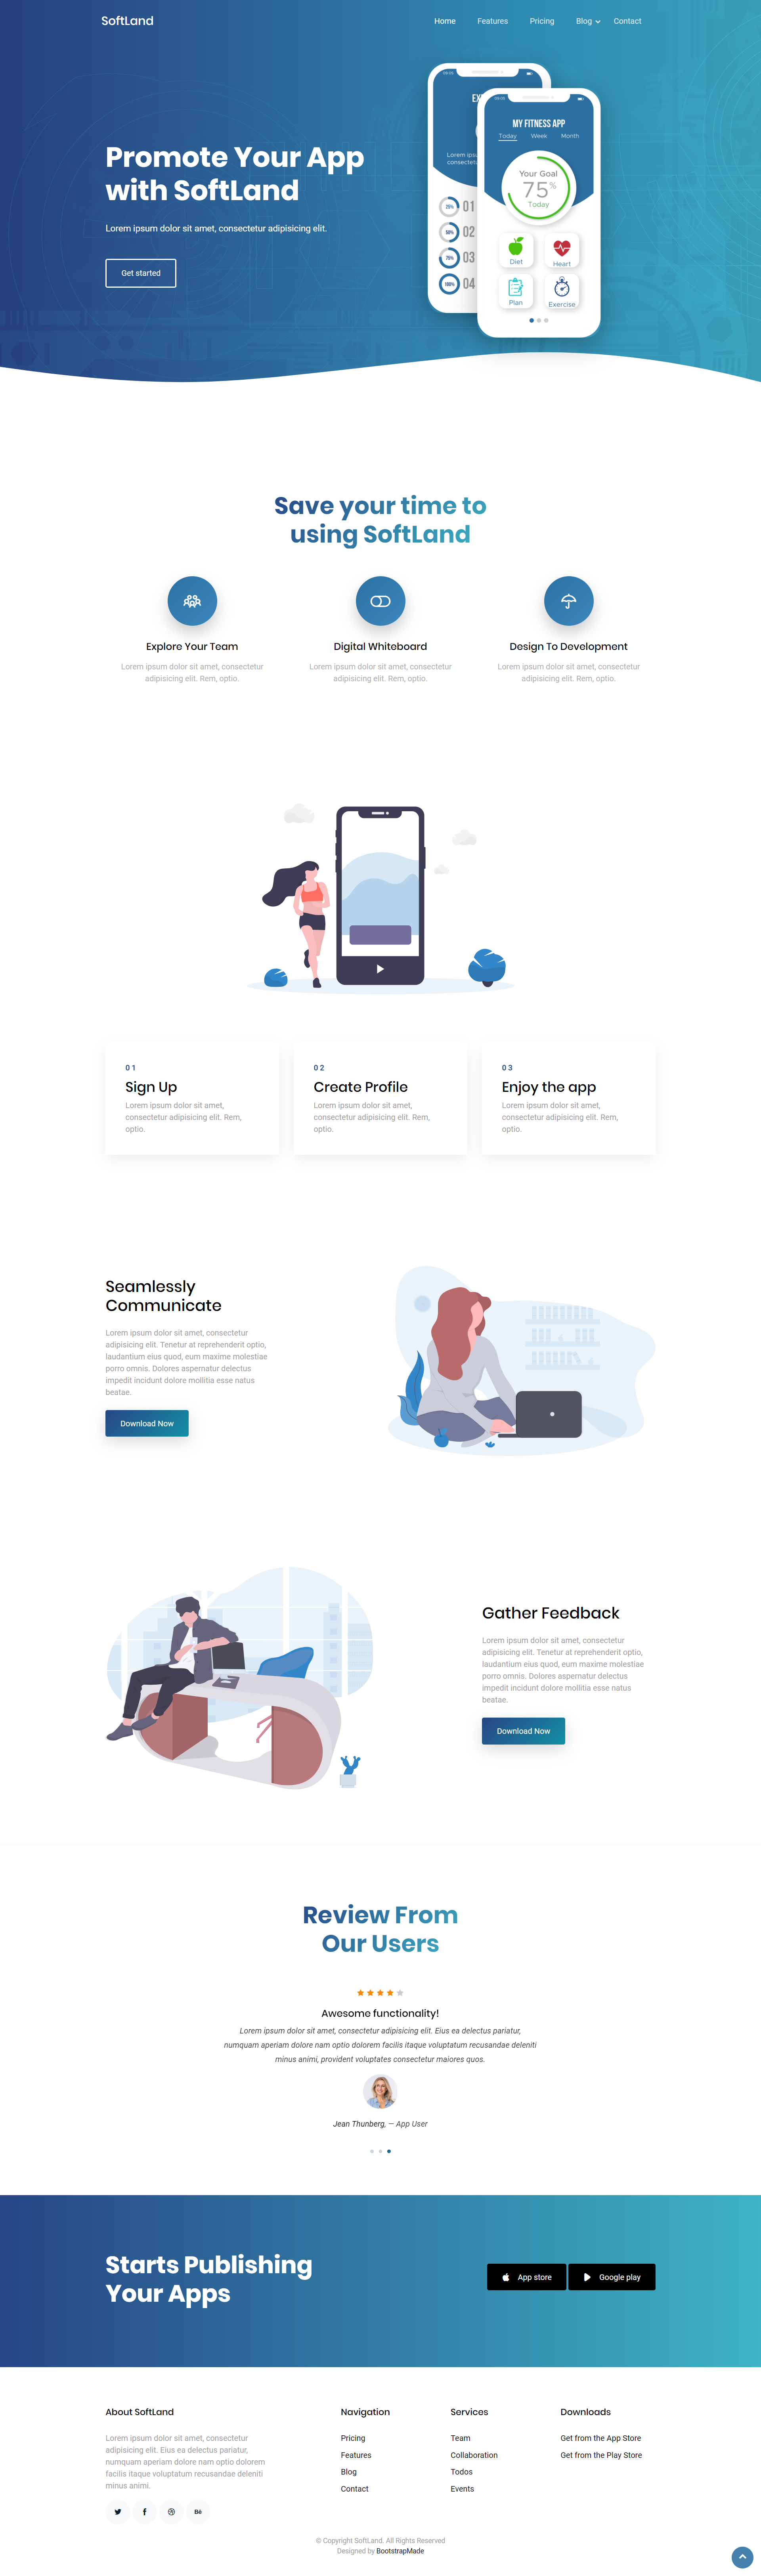 SoftLand
Home
Features
Pricing
Blog
Contact
Promote Your App
with SoftLand
Lorem ipsum dolor sit amet, consectetur adipisicing elit.
Get started
MY FITNESS APP
Today
Week
Month
Your Goal
75%
Today
Diet
Heart
Plan
Exercise
Lorem
25%
01
50%
02
75%
03
100%
04
Save your time to
using SoftLand
Explore Your Team
Lorem ipsum dolor sit amet, consectetur
adipisicing elit. Rem, optio.
Digital Whiteboard
Lorem ipsum dolor sit amet, consectetur
adipisicing elit. Rem, optio.
Design To Development
Lorem ipsum dolor sit amet, consectetur
adipisicing elit. Rem, optio.
01
Sign Up
Lorem ipsum dolor sit amet,
consectetur adipisicing elit. Rem,
optio.
02
Create Profile
Lorem ipsum dolor sit amet,
consectetur adipisicing elit. Rem,
optio.
03
Enjoy the app
Lorem ipsum dolor sit amet,
consectetur adipisicing elit. Rem,
optio.
Seamlessly
Communicate
Lorem ipsum dolor sit amet, consectetur
adipisicing elit. Tenetur at reprehenderit optio,
laudantium eius quod, eum maxime molestiae
porro omnis. Dolores aspernatur delectus
impedit incidunt dolore mollitia esse natus
beatae.
Download Now
Gather Feedback
Lorem ipsum dolor sit amet, consectetur
adipisicing elit. Tenetur at reprehenderit optio,
laudantium eius quod, eum maxime molestiae
porro omnis. Dolores aspernatur delectus
impedit incidunt dolore mollitia esse natus
beatae.
Download Now
Review From
Our Users
Awesome functionality!
Lorem ipsum dolor sit amet, consectetur adipisicing elit. Eius ea delectus pariatur,
numquam aperiam dolore nam optio dolorem facilis itaque voluptatum recusandae deleniti
minus animi, provident voluptates consectetur maiores quos.
Jean Thunberg, — App User
Starts Publishing
Your Apps
App store
Google play
About SoftLand
Lorem ipsum dolor sit amet, consectetur
adipisicing elit. Eius ea delectus pariatur,
numquam aperiam dolore nam optio dolorem
facilis itaque voluptatum recusandae deleniti
minus animi.
Bē
Navigation
Pricing
Features
Blog
Contact
Services
Team
Collaboration
Todos
Events
Downloads
Get from the App Store
Get from the Play Store
© Copyright SoftLand. All Rights Reserved
Designed by BootstrapMade